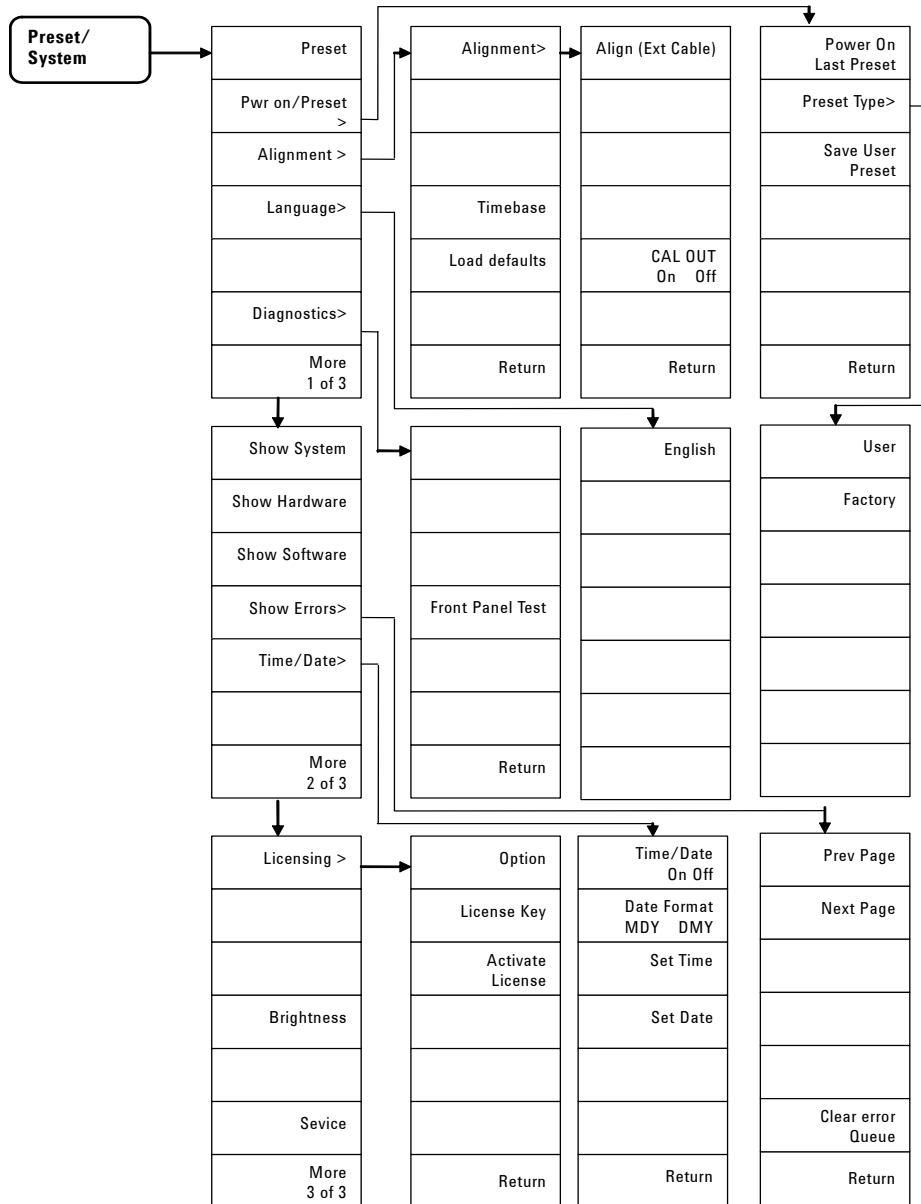 Preset/
System
Preset
Pwr on/Preset
>
Alignment >
Language>
Diagnostics>
More
1 of 3
Alignment>
Timebase
Load defaults
Return
Align (Ext Cable)
CAL OUT
On Off
Return
Power On
Last Preset
Preset Type>
Save User
Preset
Return
Show System
Show Hardware
Show Software
Show Errors>
Time/Date>
More
2 of 3
Front Panel Test
Return
English
User
Factory
Licensing >
Brightness
Sevice
More
3 of 3
Option
License Key
Activate
License
Return
Time/Date
On Off
Date Format
MDY DMY
Set Time
Set Date
Return
Prev Page
Next Page
Clear error
Queue
Return